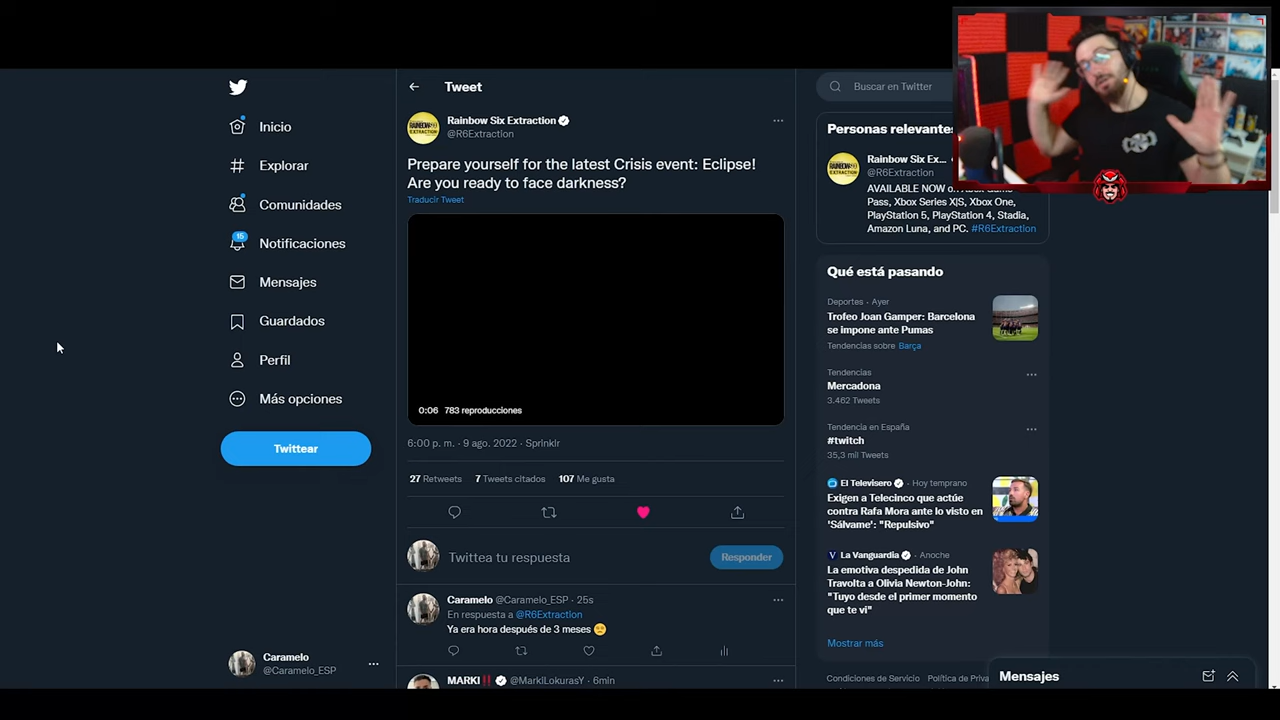 Inicio
Explorar
Comunidades
15
Notificaciones
Mensajes
Guardados
Perfil
Más opciones
Twittear
Caramelo
@Caramelo_ESP
Tweet
Rainbow Six Extraction
@R6Extraction
Prepare yourself for the latest Crisis event: Eclipse!
Are you ready to face darkness?
Traducir Tweet
0:06 783 reproducciones
6:00 p. m. · 9 ago. 2022 · Sprinklr
27 Retweets 7 Tweets citados 107 Me gusta
Twittea tu respuesta
Responder
Caramelo @Caramelo_ESP · 25s
En respuesta a @R6Extraction
Ya era hora después de 3 meses 🥺
MARKI‼️ @MarkiLokurasY · 6min
Buscar en Twitter
Personas relevantes
Rainbow Six Ex...
@R6Extraction
AVAILABLE NOW on Xbox Game
Pass, Xbox Series X|S, Xbox One,
PlayStation 5, PlayStation 4, Stadia,
Amazon Luna, and PC. #R6Extraction
Qué está pasando
Deportes · Ayer
Trofeo Joan Gamper: Barcelona
se impone ante Pumas
Tendencias sobre Barça
Tendencias
Mercadona
3.462 Tweets
Tendencia en España
#twitch
35,3 mil Tweets
El Televisero · Hoy temprano
Exigen a Telecinco que actúe
contra Rafa Mora ante lo visto en
'Sálvame': "Repulsivo"
La Vanguardia · Anoche
La emotiva despedida de John
Travolta a Olivia Newton-John:
"Tuyo desde el primer momento
que te vi"
Mostrar más
Condiciones de Servicio Política de Priva
Mensajes